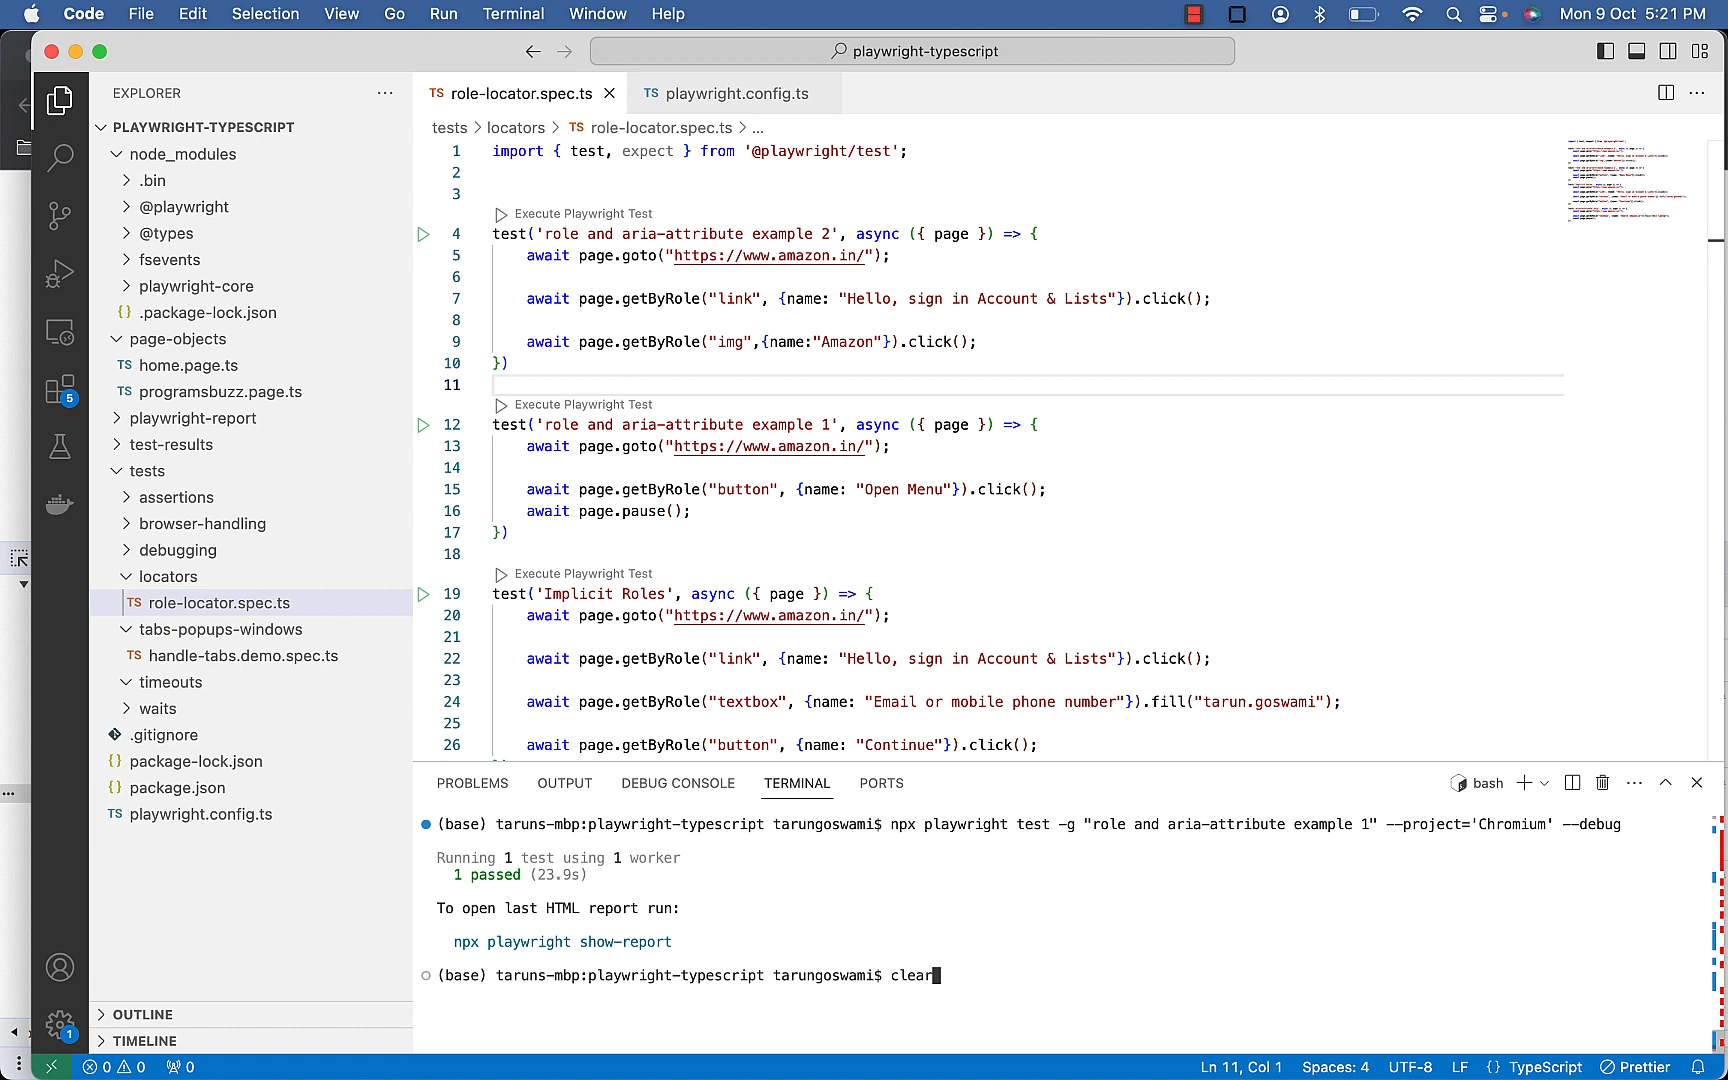 Code File Edit Selection View Go Run Terminal Window Help
Mon 9 Oct 5:21 PM
playwright-typescript
EXPLORER
PLAYWRIGHT-TYPESCRIPT
node_modules
.bin
@playwright
@types
fsevents
playwright-core
{} .package-lock.json
page-objects
TS home.page.ts
TS programsbuzz.page.ts
playwright-report
test-results
tests
assertions
browser-handling
debugging
locators
TS role-locator.spec.ts
tabs-popups-windows
TS handle-tabs.demo.spec.ts
timeouts
waits
.gitignore
{} package-lock.json
{} package.json
TS playwright.config.ts
OUTLINE
TIMELINE
5
1
TS role-locator.spec.ts TS playwright.config.ts
tests > locators > TS role-locator.spec.ts > ...
1 import { test, expect } from '@playwright/test';
2
3
Execute Playwright Test
4 test('role and aria-attribute example 2', async ({ page }) => {
5 await page.goto("https://www.amazon.in/");
6
7 await page.getByRole("link", {name: "Hello, sign in Account & Lists"}).click();
8
9 await page.getByRole("img",{name:"Amazon"}).click();
10 })
11
Execute Playwright Test
12 test('role and aria-attribute example 1', async ({ page }) => {
13 await page.goto("https://www.amazon.in/");
14
15 await page.getByRole("button", {name: "Open Menu"}).click();
16 await page.pause();
17 })
18
Execute Playwright Test
19 test('Implicit Roles', async ({ page }) => {
20 await page.goto("https://www.amazon.in/");
21
22 await page.getByRole("link", {name: "Hello, sign in Account & Lists"}).click();
23
24 await page.getByRole("textbox", {name: "Email or mobile phone number"}).fill("tarun.goswami");
25
26 await page.getByRole("button", {name: "Continue"}).click();
PROBLEMS OUTPUT DEBUG CONSOLE TERMINAL PORTS
bash
(base) taruns-mbp:playwright-typescript tarungoswami$ npx playwright test -g "role and aria-attribute example 1" --project='Chromium' --debug
Running 1 test using 1 worker
1 passed (23.9s)
To open last HTML report run:
npx playwright show-report
(base) taruns-mbp:playwright-typescript tarungoswami$ clear
0 0 0
Ln 11, Col 1 Spaces: 4 UTF-8 LF {} TypeScript Prettier